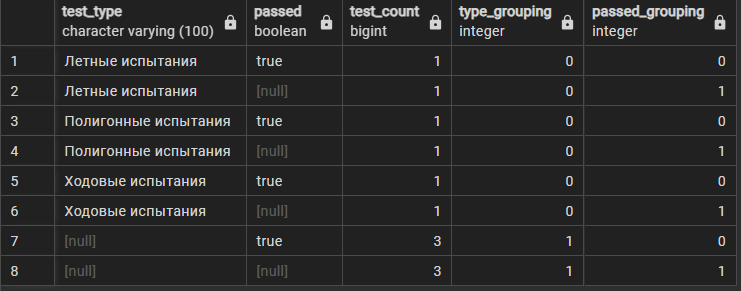 test_type passed test_count type_grouping passed_grouping
character varying (100) boolean bigint integer integer
1 Летные испытания true 1 0 0
2 Летные испытания [null] 1 0 1
3 Полигонные испытания true 1 0 0
4 Полигонные испытания [null] 1 0 1
5 Ходовые испытания true 1 0 0
6 Ходовые испытания [null] 1 0 1
7 [null] true 3 1 0
8 [null] [null] 3 1 1